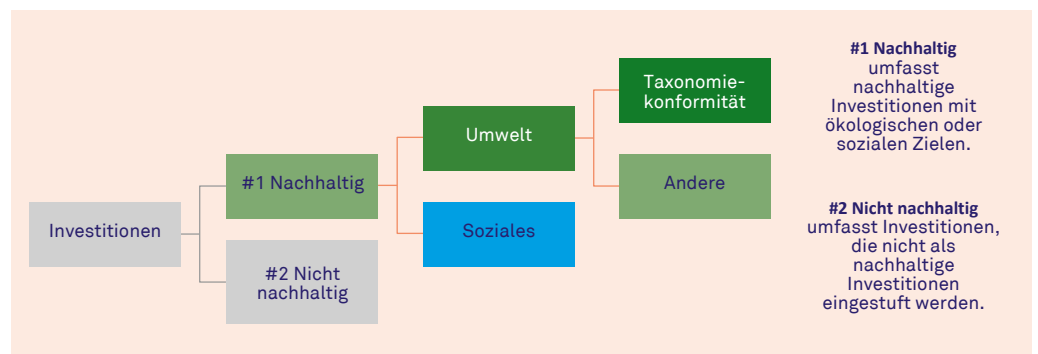 Investitionen
#1 Nachhaltig
#2 Nicht
nachhaltig
Umwelt
Soziales
Taxonomie-
konformität
Andere
#1 Nachhaltig
umfasst
nachhaltige
Investitionen mit
ökologischen oder
sozialen Zielen.
#2 Nicht nachhaltig
umfasst Investitionen,
die nicht als
nachhaltige
Investitionen
eingestuft werden.